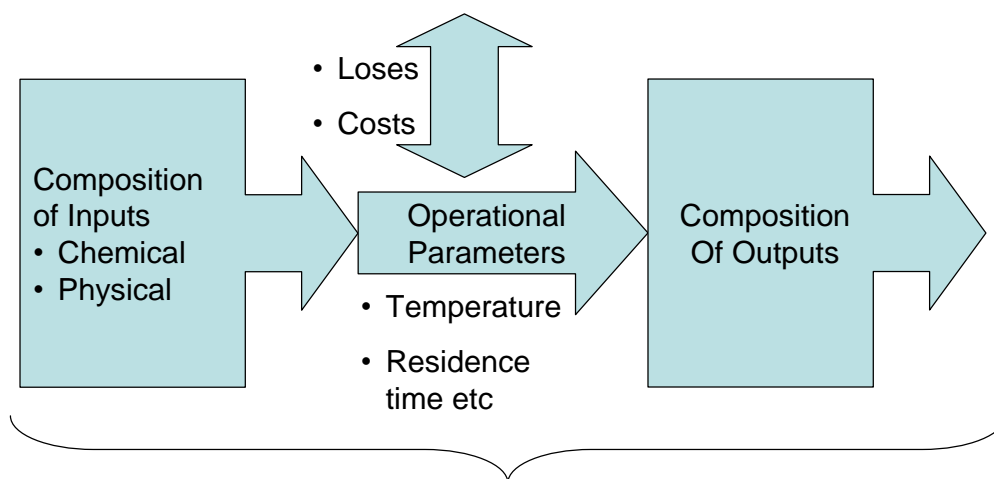 • Loses
• Costs
Composition
of Inputs
• Chemical
• Physical
Operational
Parameters
• Temperature
• Residence
time etc
Composition
Of Outputs